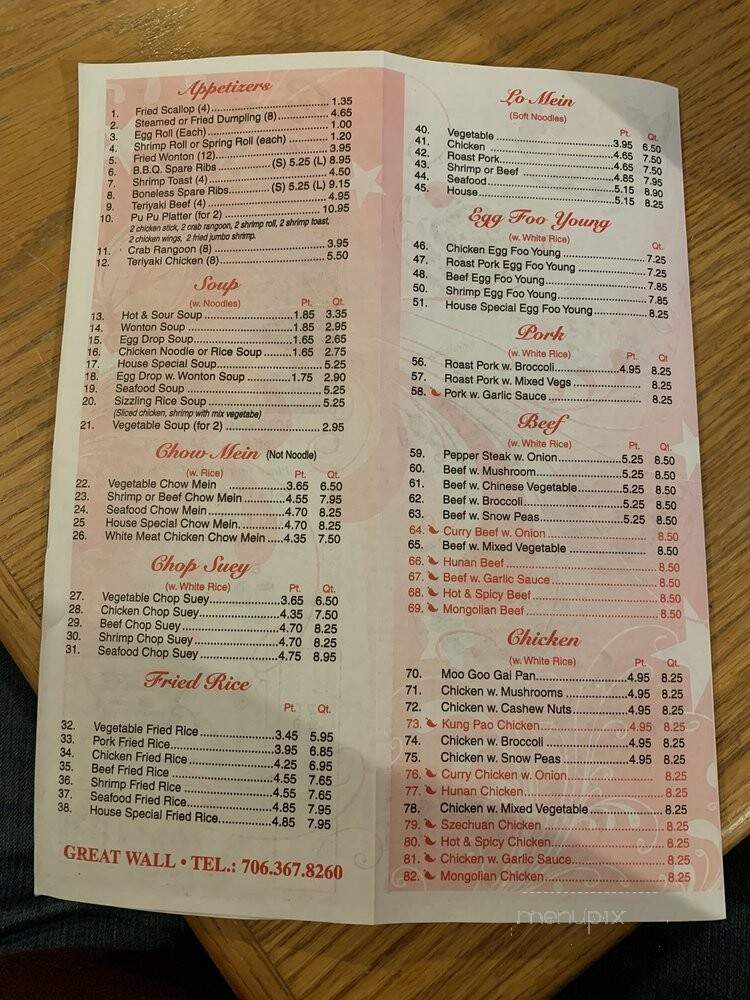 Appetizers
1. Fried Scallop (4) 1.35
2. Steamed or Fried Dumpling (8) 4.65
3. Egg Roll (Each) 1.00
4. Shrimp Roll or Spring Roll (each) 1.20
5. Fried Wonton (12) 3.95
6. B.B.Q. Spare Ribs (S) 5.25 (L) 8.95
7. Shrimp Toast (4) 4.50
8. Boneless Spare Ribs (S) 5.25 (L) 9.15
9. Teriyaki Beef (4) 4.95
10. Pu Pu Platter (for 2) 10.95
2 chicken stick, 2 crab rangoon, 2 shrimp roll, 2 shrimp toast,
2 chicken wings, 2 fried jumbo shrimp.
11. Crab Rangoon (8) 3.95
12. Teriyaki Chicken (8) 5.50
Soup
(w. Noodles) Pt. Qt.
13. Hot & Sour Soup 1.85 3.35
14. Wonton Soup 1.85 2.95
15. Egg Drop Soup 1.65 2.65
16. Chicken Noodle or Rice Soup 1.65 2.75
17. House Special Soup 5.25
18. Egg Drop w. Wonton Soup 1.75 2.90
19. Seafood Soup 5.25
20. Sizzling Rice Soup 5.25
(Sliced chicken, shrimp with mix vegetabe)
21. Vegetable Soup (for 2) 2.95
Chow Mein (Not Noodle)
(w. Rice) Pt. Qt.
22. Vegetable Chow Mein 3.65 6.50
23. Shrimp or Beef Chow Mein 4.55 7.95
24. Seafood Chow Mein 4.70 8.25
25 House Special Chow Mein. 4.70 8.25
26. White Meat Chicken Chow Mein 4.35 7.50
Chop Suey
(w. White Rice) Pt. Qt.
27. Vegetable Chop Suey 3.65 6.50
28. Chicken Chop Suey 4.35 7.50
29. Beef Chop Suey 4.70 8.25
30. Shrimp Chop Suey 4.70 8.25
31. Seafood Chop Suey 4.75 8.95
Fried Rice
Pt. Qt.
32. Vegetable Fried Rice 3.45 5.95
33. Pork Fried Rice 3.95 6.85
34. Chicken Fried Rice 4.25 6.95
35. Beef Fried Rice 4.55 7.65
36. Shrimp Fried Rice 4.55 7.65
37. Seafood Fried Rice 4.85 7.95
38. House Special Fried Rice 4.85 7.95
GREAT WALL • TEL.: 706.367.8260
Lo Mein
(Soft Noodles)
Pt. Qt.
40. Vegetable 3.95 6.50
41. Chicken 4.65 7.50
42. Roast Pork 4.65 7.50
43. Shrimp or Beef 4.85 7.95
44. Seafood 5.15 8.90
45. House 5.15 8.25
Egg Foo Young
(w. White Rice) Qt.
46. Chicken Egg Foo Young 7.25
47. Roast Pork Egg Foo Young 7.25
48. Beef Egg Foo Young 7.85
50. Shrimp Egg Foo Young 7.85
51. House Special Egg Foo Young 8.25
Pork
(w. White Rice) Pt. Qt.
56. Roast Pork w. Broccoli 4.95 8.25
57. Roast Pork w. Mixed Vegs 8.25
58. Pork w. Garlic Sauce 8.25
Beef
(w. White Rice) Pt. Qt.
59. Pepper Steak w. Onion 5.25 8.50
60. Beef w. Mushroom 5.25 8.50
61. Beef w. Chinese Vegetable 5.25 8.50
62. Beef w. Broccoli 5.25 8.50
63. Beef w. Snow Peas 5.25 8.50
64. Curry Beef w. Onion 8.50
65. Beef w. Mixed Vegetable 8.50
66. Hunan Beef 8.50
67. Beef w. Garlic Sauce 8.50
68. Hot & Spicy Beef 8.50
69. Mongolian Beef 8.50
Chicken
(w. White Rice) Pt. Qt.
70. Moo Goo Gai Pan 4.95 8.25
71. Chicken w. Mushrooms 4.95 8.25
72. Chicken w. Cashew Nuts 4.95 8.25
73. Kung Pao Chicken 4.95 8.25
74. Chicken w. Broccoli 4.95 8.25
75. Chicken w. Snow Peas 4.95 8.25
76. Curry Chicken w. Onion 8.25
77. Hunan Chicken 8.25
78. Chicken w. Mixed Vegetable 8.25
79. Szechuan Chicken 8.25
80. Hot & Spicy Chicken 8.25
81. Chicken w. Garlic Sauce 8.25
82. Mongolian Chicken 8.25
menupix